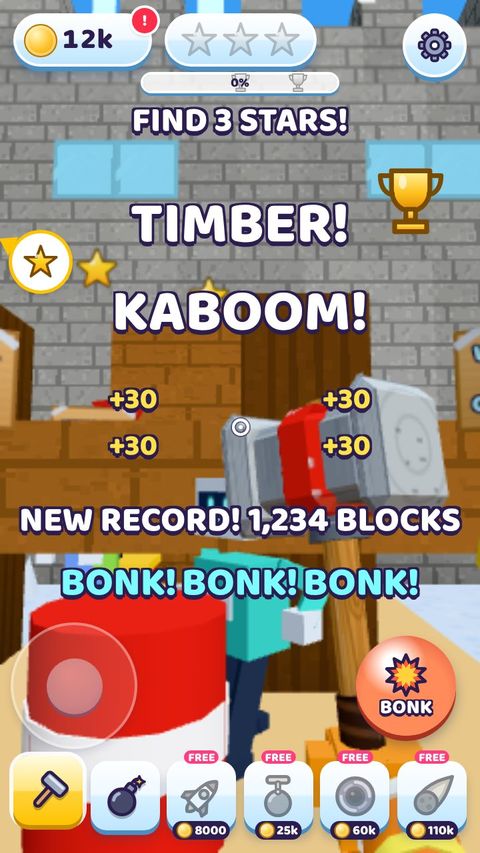 12k
!
0%
FIND 3 STARS!
TIMBER!
KABOOM!
+30 +30
+30 +30
NEW RECORD! 1,234 BLOCKS
BONK! BONK! BONK!
BONK
FREE FREE FREE FREE
8000 25k 60k 110k